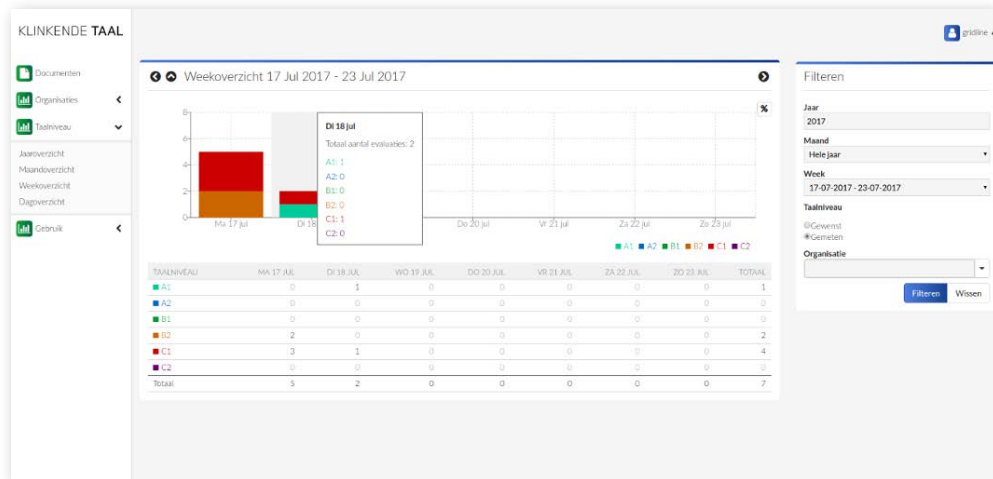 KLINKENDE TAAL
gridline
Documenten
Organisaties
Taalniveau
Jaaroverzicht
Maandoverzicht
Weekoverzicht
Dagoverzicht
Gebruik
Weekoverzicht 17 Jul 2017 - 23 Jul 2017
%
8
6
4
2
0
Ma 17 jul
Di 18
Do 20 jul
Vr 21 jul
Za 22 jul
Zo 23 jul
Di 18 jul
Totaal aantal evaluaties: 2
A1: 1
A2: 0
B1: 0
B2: 0
C1: 1
C2: 0
A1 A2 B1 B2 C1 C2
TAALNIVEAU MA 17 JUL DI 18 JUL WO 19 JUL DO 20 JUL VR 21 JUL ZA 22 JUL ZO 23 JUL TOTAAL
A1 0 1 0 0 0 0 0 1
A2 0 0 0 0 0 0 0 0
B1 0 0 0 0 0 0 0 0
B2 2 0 0 0 0 0 0 2
C1 3 1 0 0 0 0 0 4
C2 0 0 0 0 0 0 0 0
Totaal 5 2 0 0 0 0 0 7
Filteren
Jaar
2017
Maand
Hele jaar
Week
17-07-2017 - 23-07-2017
Taalniveau
Gewenst
Gemeten
Organisatie
Filteren Wissen